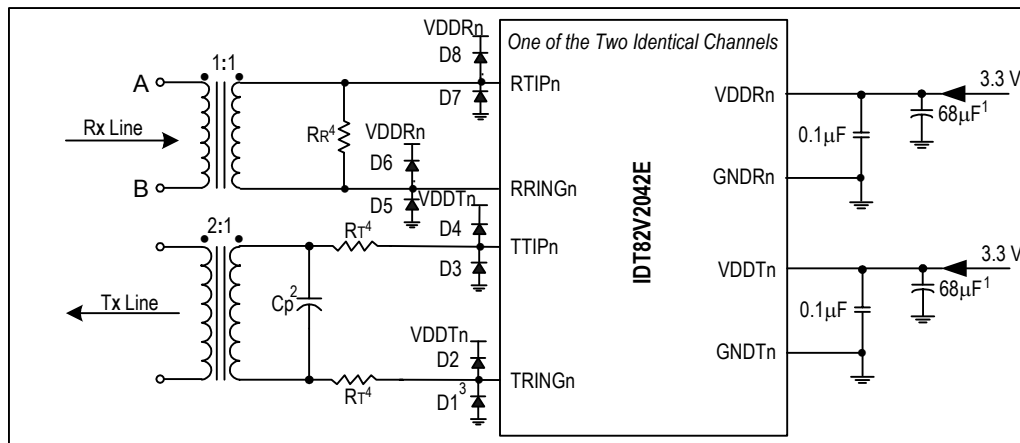 One of the Two Identical Channels
VDDRn
D8
1:1
A
RTIPn
VDDRn
3.3 V
D7
68µF1
Rx Line
RR4
VDDRn
0.1µF
D6
B
RRINGn
GNDRn
D5
VDDTn
2:1
RT4
D4
TTIPn
IDT82V2042E
VDDTn
3.3 V
D3
68µF1
Cp2
Tx Line
0.1µF
VDDTn
D2
GNDTn
TRINGn
RT4
D13